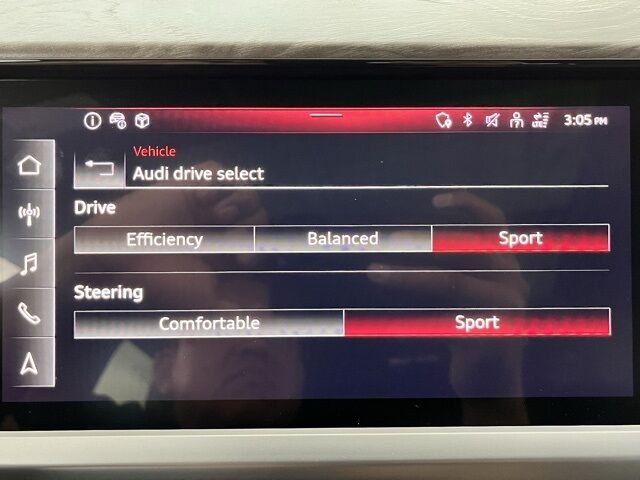 3:05 PM
Vehicle
Audi drive select
Drive
Efficiency Balanced Sport
Steering
Comfortable Sport